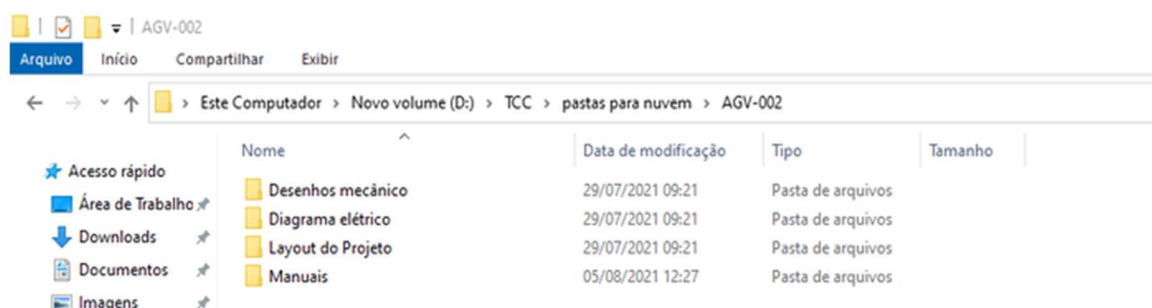 AGV-002
Arquivo Início Compartilhar Exibir
Este Computador > Novo volume (D:) > TCC > pastas para nuvem > AGV-002
Nome Data de modificação Tipo Tamanho
Acesso rápido
Desenhos mecânico 29/07/2021 09:21 Pasta de arquivos
Área de Trabalho
Diagrama elétrico 29/07/2021 09:21 Pasta de arquivos
Downloads
Layout do Projeto 29/07/2021 09:21 Pasta de arquivos
Documentos
Manuais 05/08/2021 12:27 Pasta de arquivos
Imagens